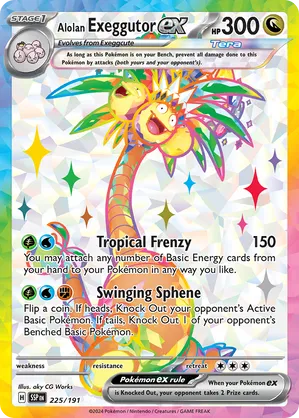 STAGE 1 Alolan Exeggutor ex HP 300
Evolves from Exeggcute
Tera
As long as this Pokémon is on your Bench, prevent all damage done to this
Pokémon by attacks (both yours and your opponent's).
Tropical Frenzy 150
You may attach any number of Basic Energy cards from
your hand to your Pokémon in any way you like.
Swinging Sphene
Flip a coin. If heads, Knock Out your opponent's Active
Basic Pokémon. If tails, Knock Out 1 of your opponent's
Benched Basic Pokémon.
weakness resistance retreat
Illus. aky CG Works
H SSP EN 225/191
Pokémon ex rule
When your Pokémon ex
is Knocked Out, your opponent takes 2 Prize cards.
©2024 Pokémon / Nintendo / Creatures / GAME FREAK